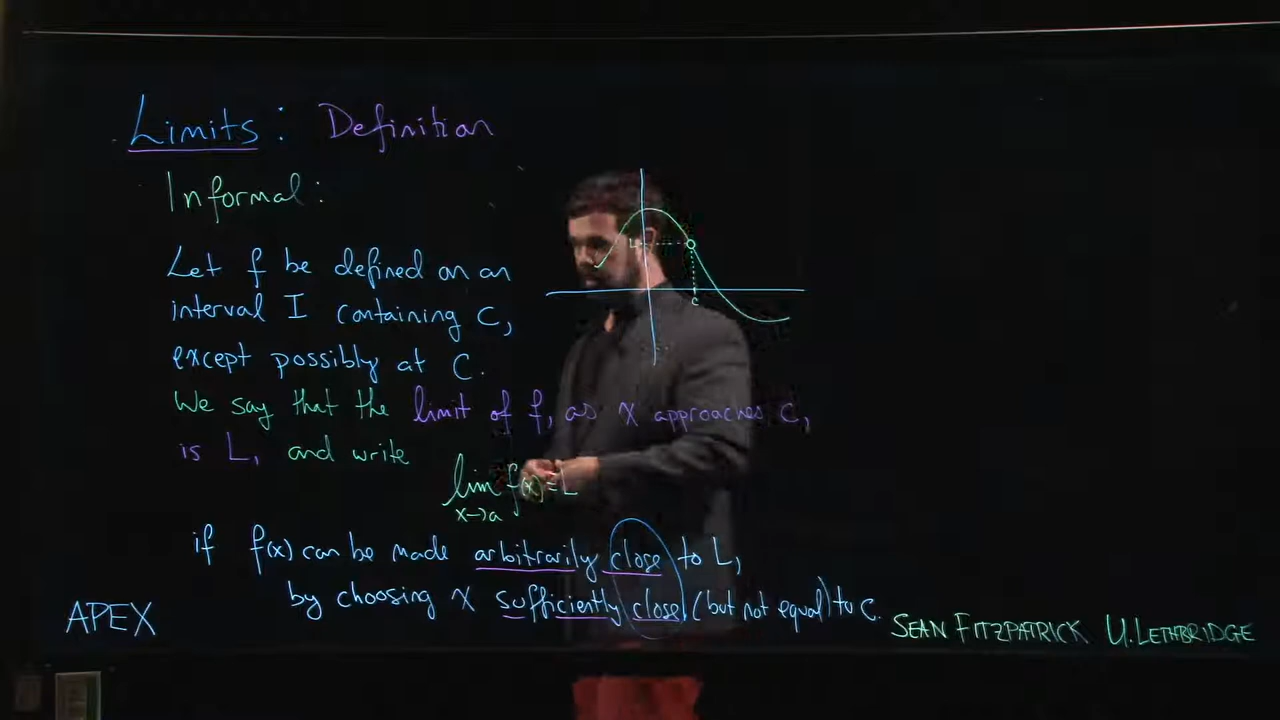 Limits: Definition
Informal:
Let f be defined on an
interval I containing c,
except possibly at c.
We say that the limit of f, as x approaches c,
is L, and write
lim f(x) = L
x→a
if f(x) can be made arbitrarily close to L,
by choosing x sufficiently close (but not equal) to c.
L
c
APEX
SEAN FITZPATRICK U. LETHBRIDGE